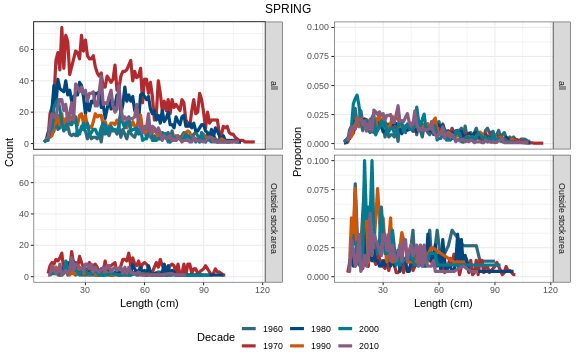 SPRING
Count
60
40
20
0
all
60
40
20
0
Outside stock area
30 60 90 120
Length (cm)
Proportion
0.100
0.075
0.050
0.025
0.000
all
0.100
0.075
0.050
0.025
0.000
Outside stock area
30 60 90 120
Length (cm)
Decade
1960 1980 2000
1970 1990 2010